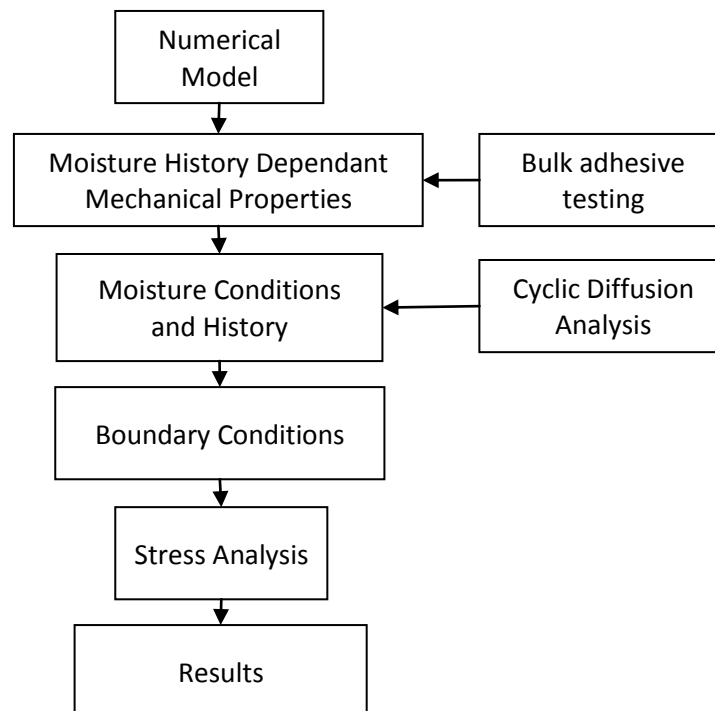 Numerical
Model
Moisture History Dependant
Mechanical Properties
Bulk adhesive
testing
Moisture Conditions
and History
Cyclic Diffusion
Analysis
Boundary Conditions
Stress Analysis
Results